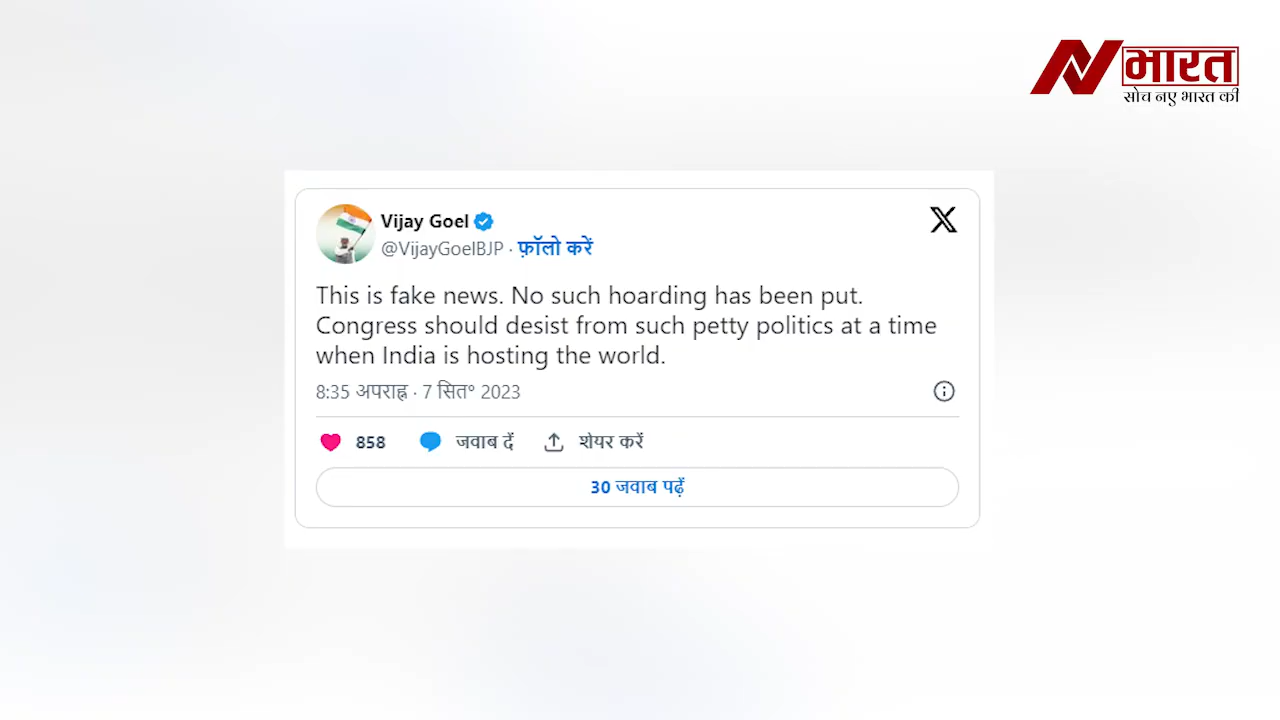 भारत
सोच नए भारत की
Vijay Goel
@VijayGoelBJP · फ़ॉलो करें
This is fake news. No such hoarding has been put.
Congress should desist from such petty politics at a time
when India is hosting the world.
8:35 अपराह्न · 7 सित॰ 2023
858 जवाब दें शेयर करें
30 जवाब पढ़ें